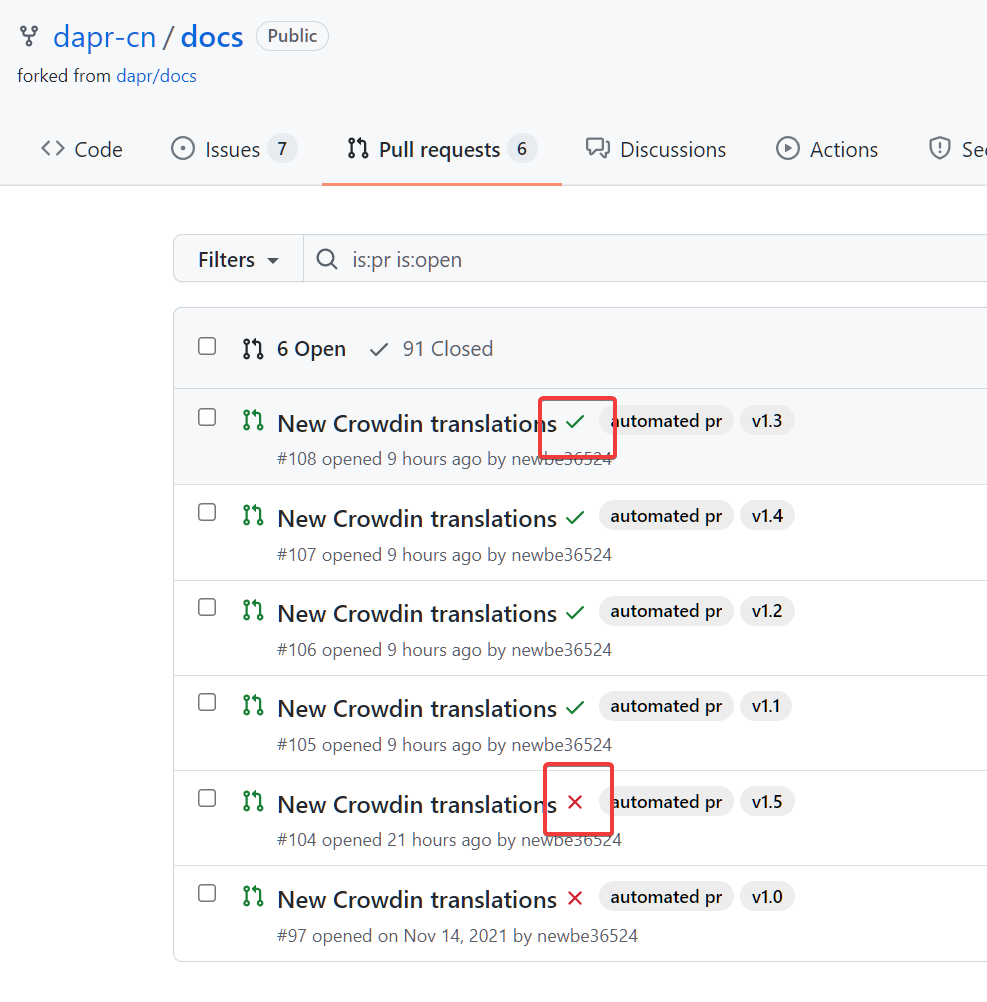 dapr-cn / docs Public
forked from dapr/docs
Code Issues 7 Pull requests 6 Discussions Actions
Filters is:pr is:open
6 Open 91 Closed
New Crowdin translations automated pr v1.3
#108 opened 9 hours ago by newbe36524
New Crowdin translations automated pr v1.4
#107 opened 9 hours ago by newbe36524
New Crowdin translations automated pr v1.2
#106 opened 9 hours ago by newbe36524
New Crowdin translations automated pr v1.1
#105 opened 9 hours ago by newbe36524
New Crowdin translations automated pr v1.5
#104 opened 21 hours ago by newbe36524
New Crowdin translations automated pr v1.0
#97 opened on Nov 14, 2021 by newbe36524